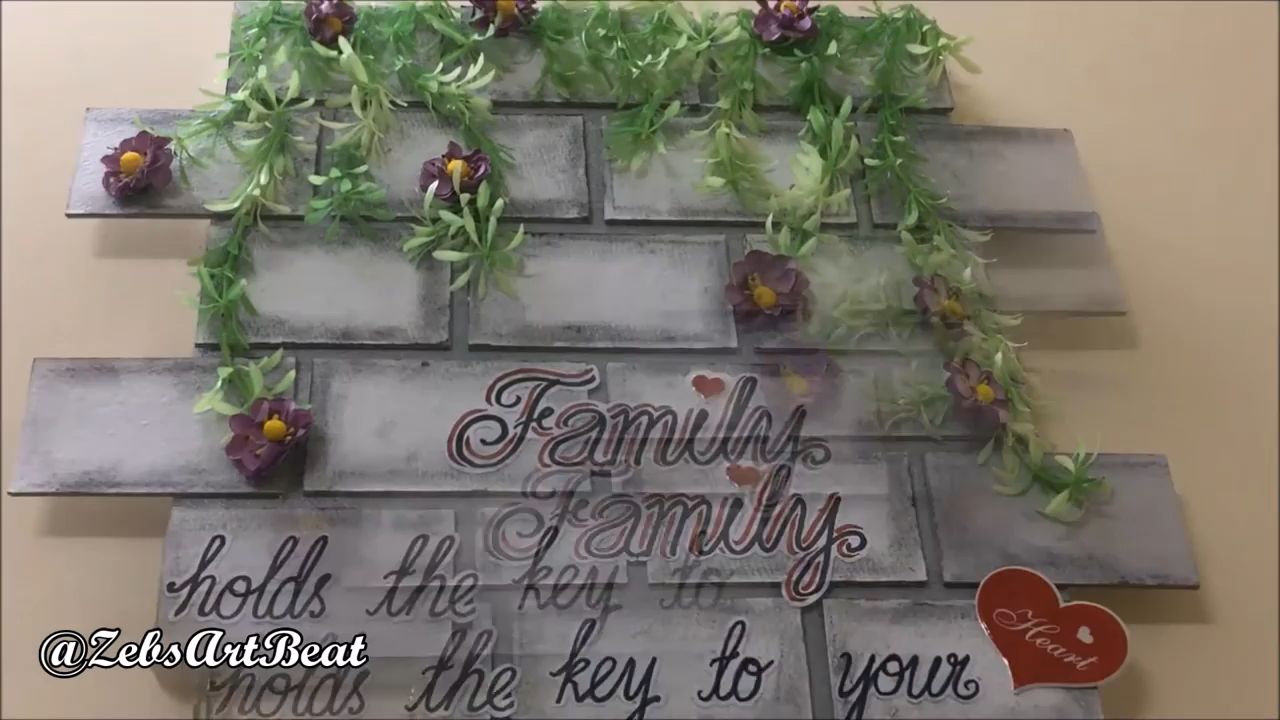 Family
Family
holds the key to
holds the key to your Heart
@ZebsArtBeat